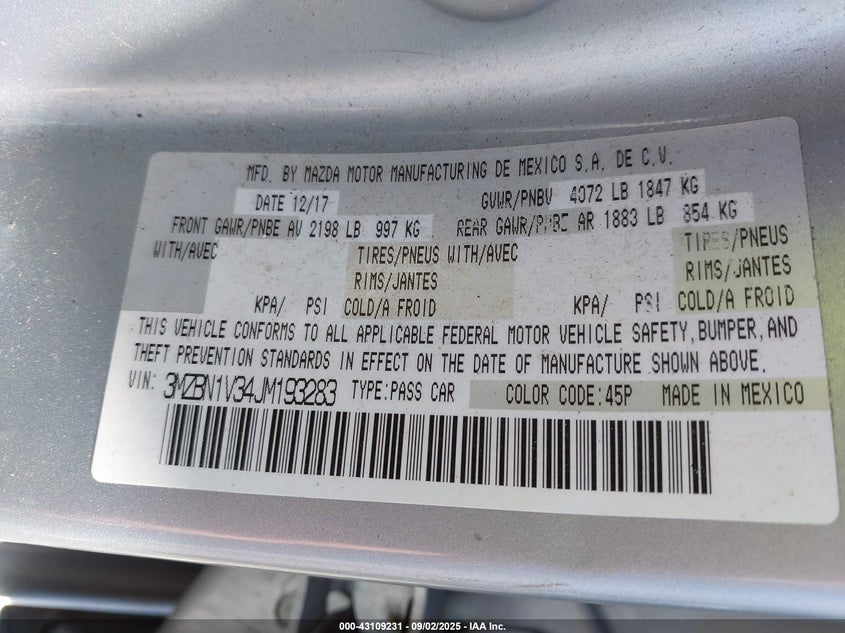 MFD. BY MAZDA MOTOR MANUFACTURING DE MEXICO S.A. DE C.V.
DATE 12/17 GVWR/PNBV 4072 LB 1847 KG
FRONT GAWR/PNBE AV 2198 LB 997 KG REAR GAWR/PNBE AR 1883 LB 854 KG
WITH/AVEC TIRES/PNEUS WITH/AVEC TIRES/PNEUS
RIMS/JANTES RIMS/JANTES
KPA/ PSI COLD/A FROID KPA/ PSI COLD/A FROID
THIS VEHICLE CONFORMS TO ALL APPLICABLE FEDERAL MOTOR VEHICLE SAFETY, BUMPER, AND
THEFT PREVENTION STANDARDS IN EFFECT ON THE DATE OF MANUFACTURE SHOWN ABOVE.
VIN: 3MZBN1V34JM193283 TYPE:PASS CAR COLOR CODE:45P MADE IN MEXICO
000-43109231 - 09/02/2025 - IAA Inc.